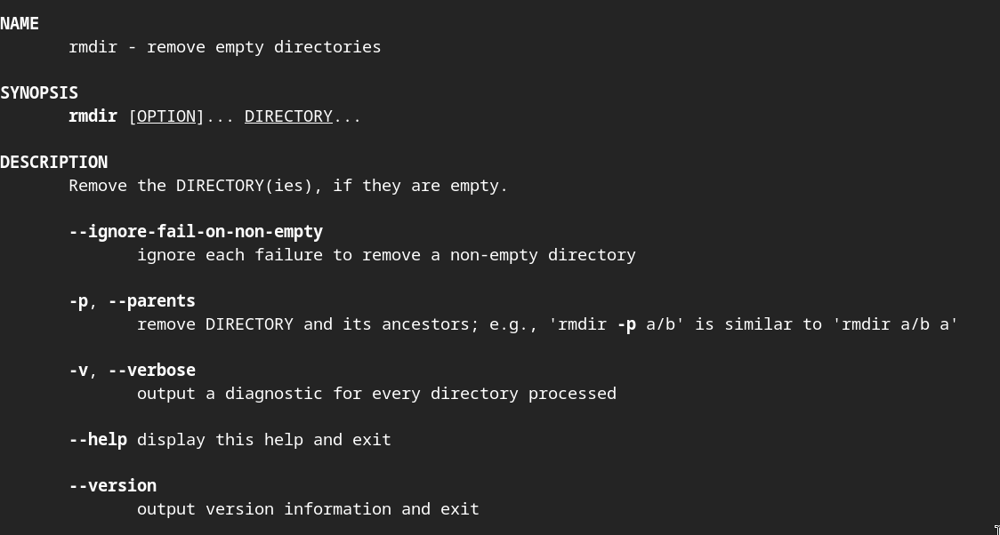 NAME
rmdir - remove empty directories
SYNOPSIS
rmdir [OPTION]... DIRECTORY...
DESCRIPTION
Remove the DIRECTORY(ies), if they are empty.
--ignore-fail-on-non-empty
ignore each failure to remove a non-empty directory
-p, --parents
remove DIRECTORY and its ancestors; e.g., 'rmdir -p a/b' is similar to 'rmdir a/b a'
-v, --verbose
output a diagnostic for every directory processed
--help display this help and exit
--version
output version information and exit